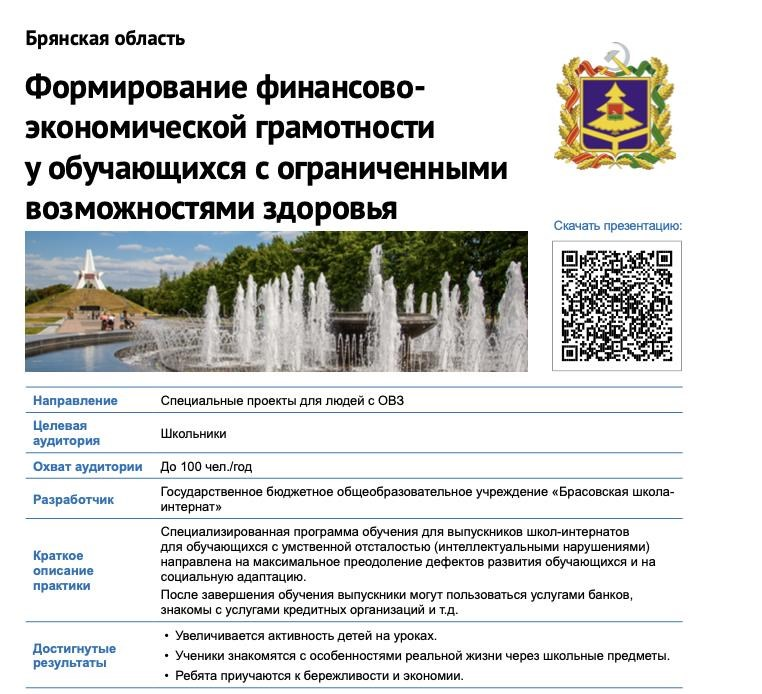 Брянская область
Формирование финансово-
экономической грамотности
у обучающихся с ограниченными
возможностями здоровья
Скачать презентацию:
Направление
Специальные проекты для людей с ОВЗ
Целевая
аудитория
Школьники
Охват аудитории
До 100 чел./год
Разработчик
Государственное бюджетное общеобразовательное учреждение «Брасовская школа-
интернат»
Краткое
описание
практики
Специализированная программа обучения для выпускников школ-интернатов
для обучающихся с умственной отсталостью (интеллектуальными нарушениями)
направлена на максимальное преодоление дефектов развития обучающихся и на
социальную адаптацию.
После завершения обучения выпускники могут пользоваться услугами банков,
знакомы с услугами кредитных организаций и т.д.
Достигнутые
результаты
• Увеличивается активность детей на уроках.
• Ученики знакомятся с особенностями реальной жизни через школьные предметы.
• Ребята приучаются к бережливости и экономии.